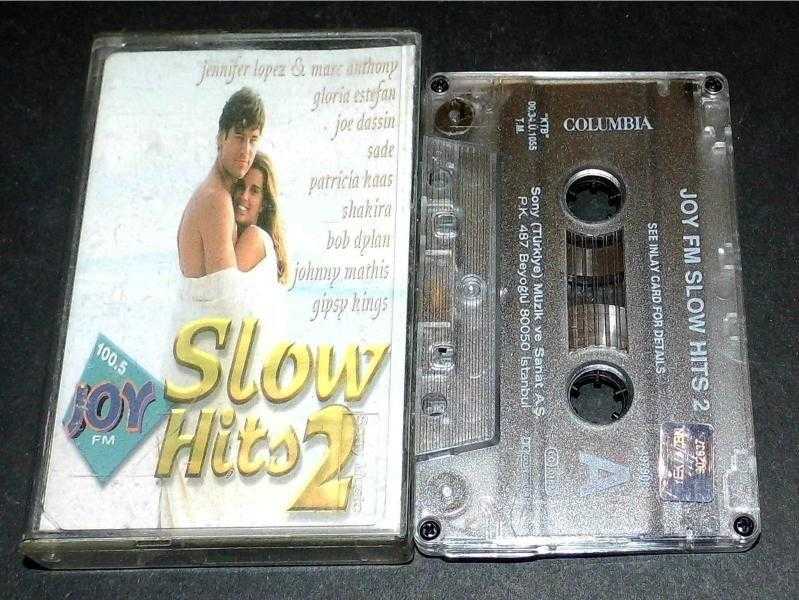 jennifer lopez & marc anthony
gloria estefan
joe dassin
sade
patricia kaas
shakira
bob dylan
johnny mathis
gipsy kings
100.5
JOY
FM
Slow
Hits 2
COLUMBIA
"KTB"
T.M.
JOY FM SLOW HITS 2
SEE INLAY CARD FOR DETAILS
Sony (Türkiye) Müzik ve Sanat A.Ş
P.K. 487, Beyoğlu 80050 İstanbul
A